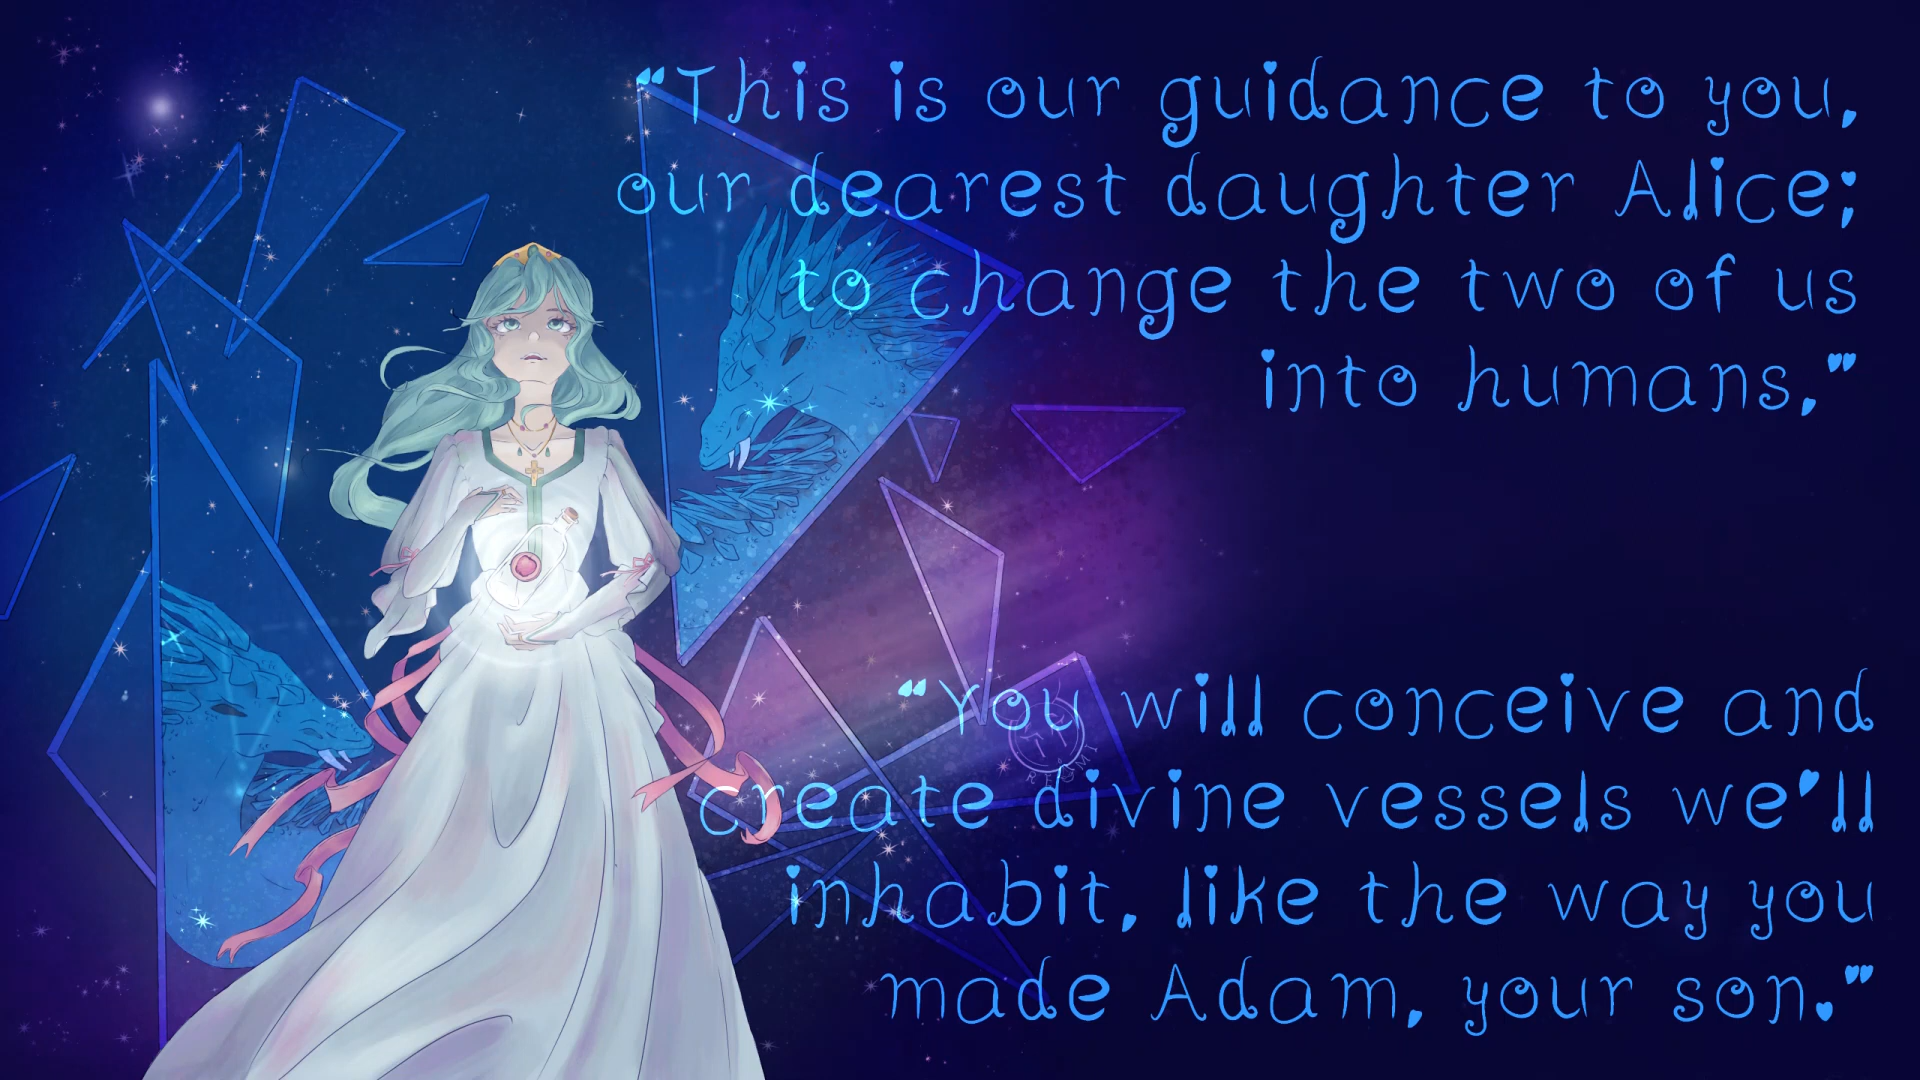 “This is our guidance to you,
our dearest daughter Alice;
to change the two of us
into humans.”
“You will conceive and
create divine vessels we’ll
inhabit, like the way you
made Adam, your son.”